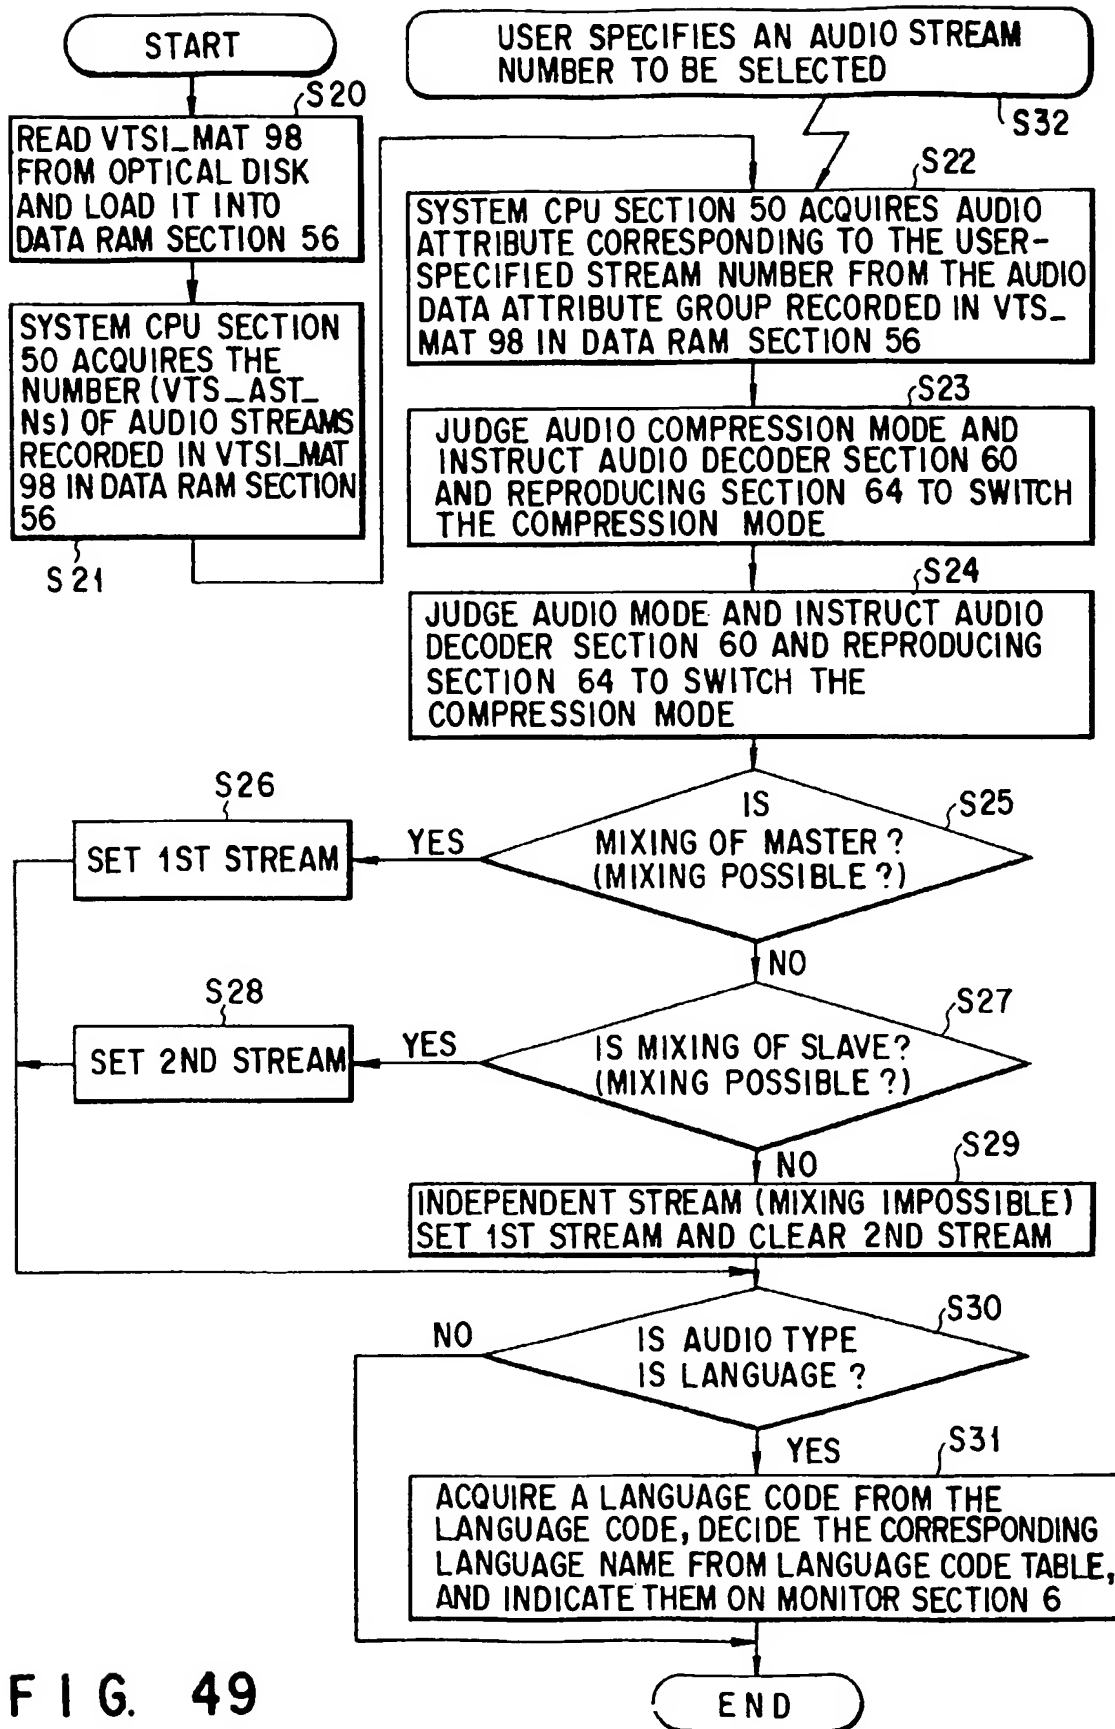 START
S20
READ VTSI_MAT 98
FROM OPTICAL DISK
AND LOAD IT INTO
DATA RAM SECTION 56
SYSTEM CPU SECTION
50 ACQUIRES THE
NUMBER (VTS_AST_
Ns) OF AUDIO STREAMS
RECORDED IN VTSI_MAT
98 IN DATA RAM SECTION
56
S21
USER SPECIFIES AN AUDIO STREAM
NUMBER TO BE SELECTED
S32
S22
SYSTEM CPU SECTION 50 ACQUIRES AUDIO
ATTRIBUTE CORRESPONDING TO THE USER-
SPECIFIED STREAM NUMBER FROM THE AUDIO
DATA ATTRIBUTE GROUP RECORDED IN VTS_
MAT 98 IN DATA RAM SECTION 56
S23
JUDGE AUDIO COMPRESSION MODE AND
INSTRUCT AUDIO DECODER SECTION 60
AND REPRODUCING SECTION 64 TO SWITCH
THE COMPRESSION MODE
S24
JUDGE AUDIO MODE AND INSTRUCT AUDIO
DECODER SECTION 60 AND REPRODUCING
SECTION 64 TO SWITCH THE
COMPRESSION MODE
S25
IS
MIXING OF MASTER ?
(MIXING POSSIBLE ?)
YES
S26
SET 1ST STREAM
NO
S27
IS MIXING OF SLAVE?
(MIXING POSSIBLE ?)
YES
S28
SET 2ND STREAM
NO
S29
INDEPENDENT STREAM (MIXING IMPOSSIBLE)
SET 1ST STREAM AND CLEAR 2ND STREAM
S30
IS AUDIO TYPE
IS LANGUAGE ?
NO
YES
S31
ACQUIRE A LANGUAGE CODE FROM THE
LANGUAGE CODE, DECIDE THE CORRESPONDING
LANGUAGE NAME FROM LANGUAGE CODE TABLE,
AND INDICATE THEM ON MONITOR SECTION 6
END
FIG. 49